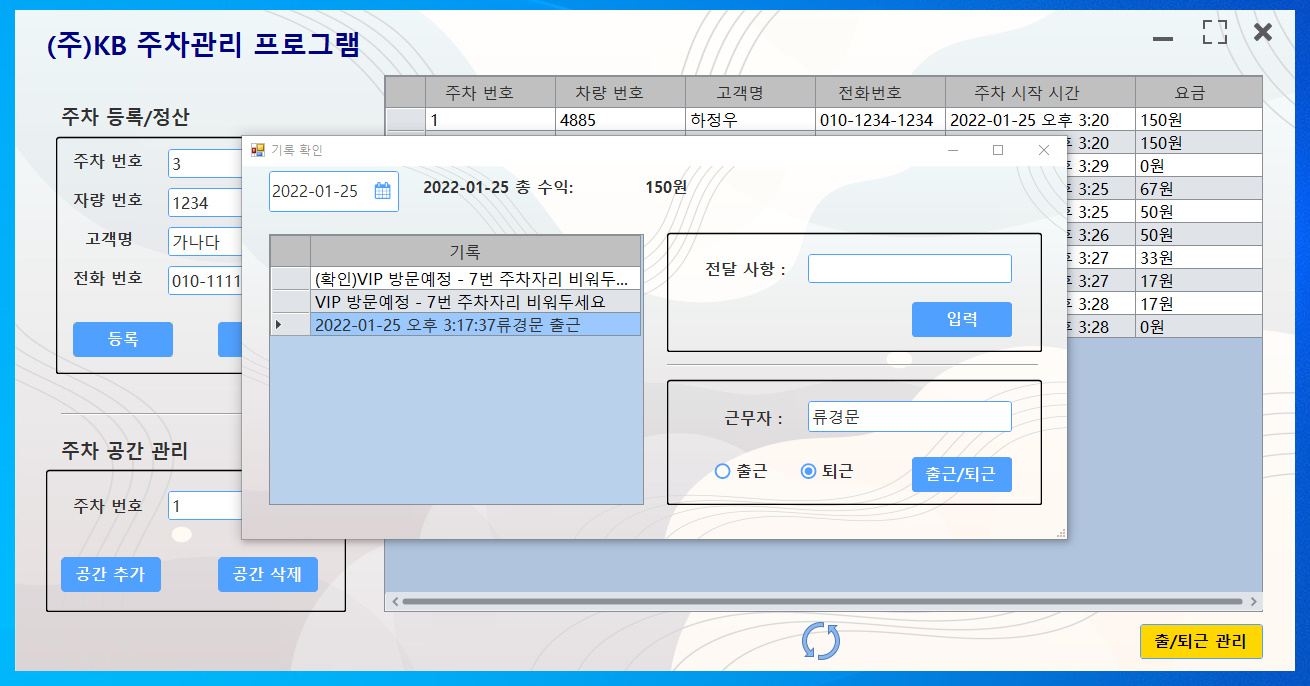 (주)KB 주차관리 프로그램
주차 등록/정산
주차 번호 3
자량 번호 1234
고객명 가나다
전화 번호 010-1111
등록
주차 공간 관리
주차 번호 1
공간 추가 공간 삭제
주차 번호 차량 번호 고객명 전화번호 주차 시작 시간 요금
1 4885 하정우 010-1234-1234 2022-01-25 오후 3:20 150원
3:20 150원
3:29 0원
3:25 67원
3:25 50원
3:26 50원
3:27 33원
3:27 17원
3:28 17원
3:28 0원
기록 확인
2022-01-25 2022-01-25 총 수익: 150원
기록
(확인)VIP 방문예정 - 7번 주차자리 비워두...
VIP 방문예정 - 7번 주차자리 비워두세요
2022-01-25 오후 3:17:37류경문 출근
전달 사항 :
입력
근무자 : 류경문
출근 퇴근 출근/퇴근
출/퇴근 관리